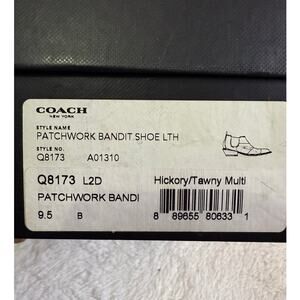 COACH
NEW YORK
STYLE NAME
PATCHWORK BANDIT SHOE LTH
STYLE NO.
Q8173 A01310
Q8173 L2D Hickory/Tawny Multi
PATCHWORK BANDI
9.5 B
8 89655 80633 1